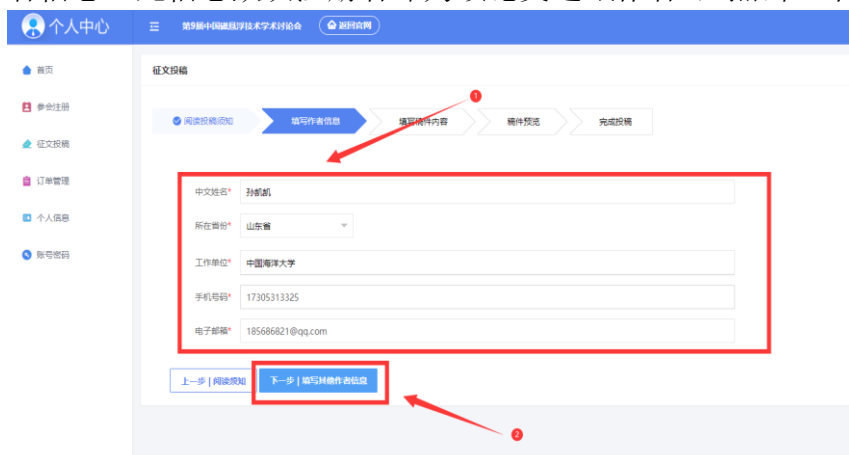 个人中心
第9届中国磁悬浮技术学术讨论会
返回官网
首页
参会注册
征文投稿
订单管理
个人信息
账号密码
征文投稿
阅读投稿须知
填写作者信息
填写稿件内容
稿件预览
完成投稿
1
中文姓名* 孙凯凯
所在省份* 山东省
工作单位* 中国海洋大学
手机号码* 17305313325
电子邮箱* 185686821@qq.com
上一步 | 阅读须知
下一步 | 填写其他作者信息
2